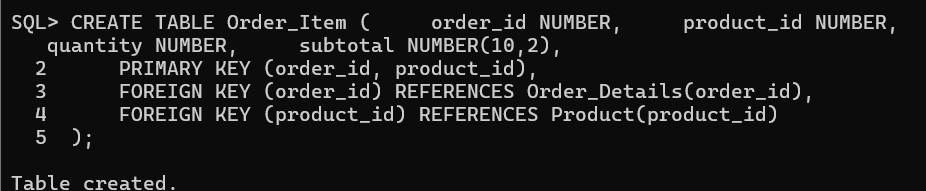 SQL> CREATE TABLE Order_Item (     order_id NUMBER,     product_id NUMBER,
   quantity NUMBER,     subtotal NUMBER(10,2),
  2      PRIMARY KEY (order_id, product_id),
  3      FOREIGN KEY (order_id) REFERENCES Order_Details(order_id),
  4      FOREIGN KEY (product_id) REFERENCES Product(product_id)
  5  );
Table created.